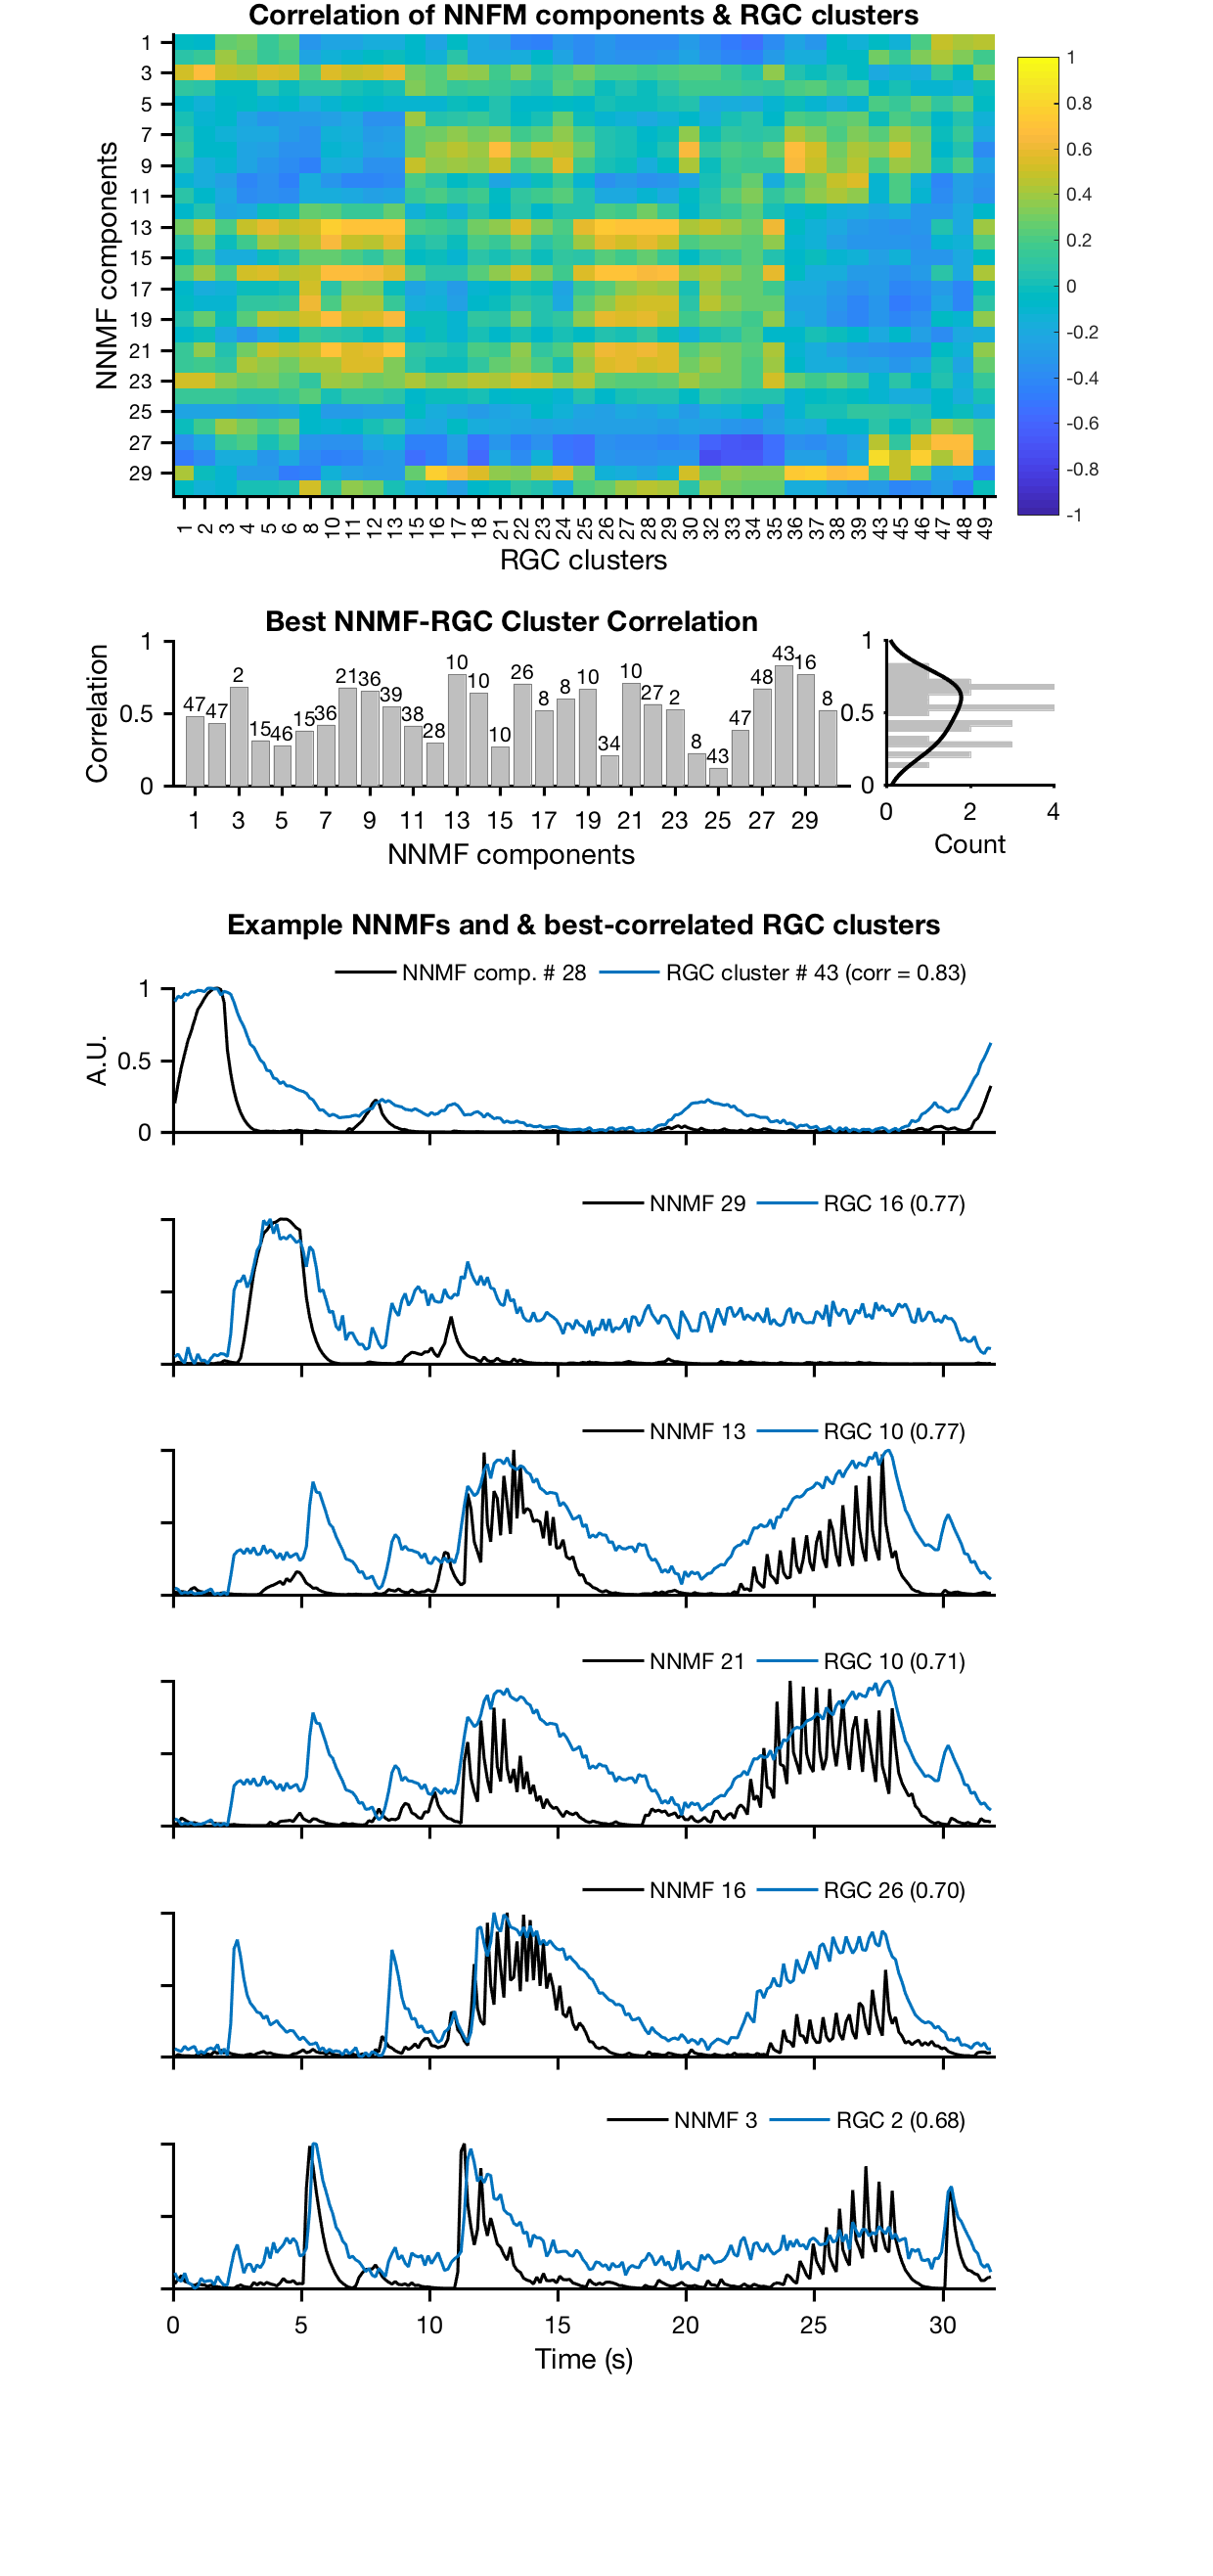 Correlation of NNFM components & RGC clusters
NNMF components
1
3
5
7
9
11
13
15
17
19
21
23
25
27
29
1 2 3 4 5 6 8 10 11 12 13 15 16 17 18 21 22 23 24 25 26 27 28 29 30 32 33 34 35 36 37 38 39 43 45 46 47 48 49
RGC clusters
1
0.8
0.6
0.4
0.2
0
-0.2
-0.4
-0.6
-0.8
-1
Best NNMF-RGC Cluster Correlation
Correlation
1
0.5
0
47 47 2 15 46 15 36 21 36 39 38 28 10 10 10 26 8 8 10 34 10 27 2 8 43 47 48 43 16 8
1 3 5 7 9 11 13 15 17 19 21 23 25 27 29
NNMF components
1
0.5
0
0 2 4
Count
Example NNMFs and & best-correlated RGC clusters
NNMF comp. # 28 RGC cluster # 43 (corr = 0.83)
A.U.
1
0.5
0
NNMF 29 RGC 16 (0.77)
NNMF 13 RGC 10 (0.77)
NNMF 21 RGC 10 (0.71)
NNMF 16 RGC 26 (0.70)
NNMF 3 RGC 2 (0.68)
0 5 10 15 20 25 30
Time (s)